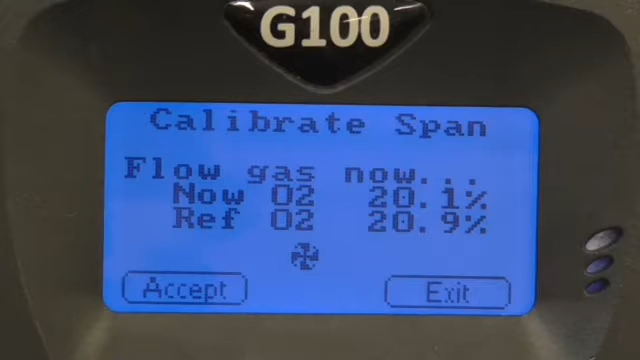 G100
Calibrate Span
Flow gas now...
Now O2 20.1%
Ref O2 20.9%
Accept Exit